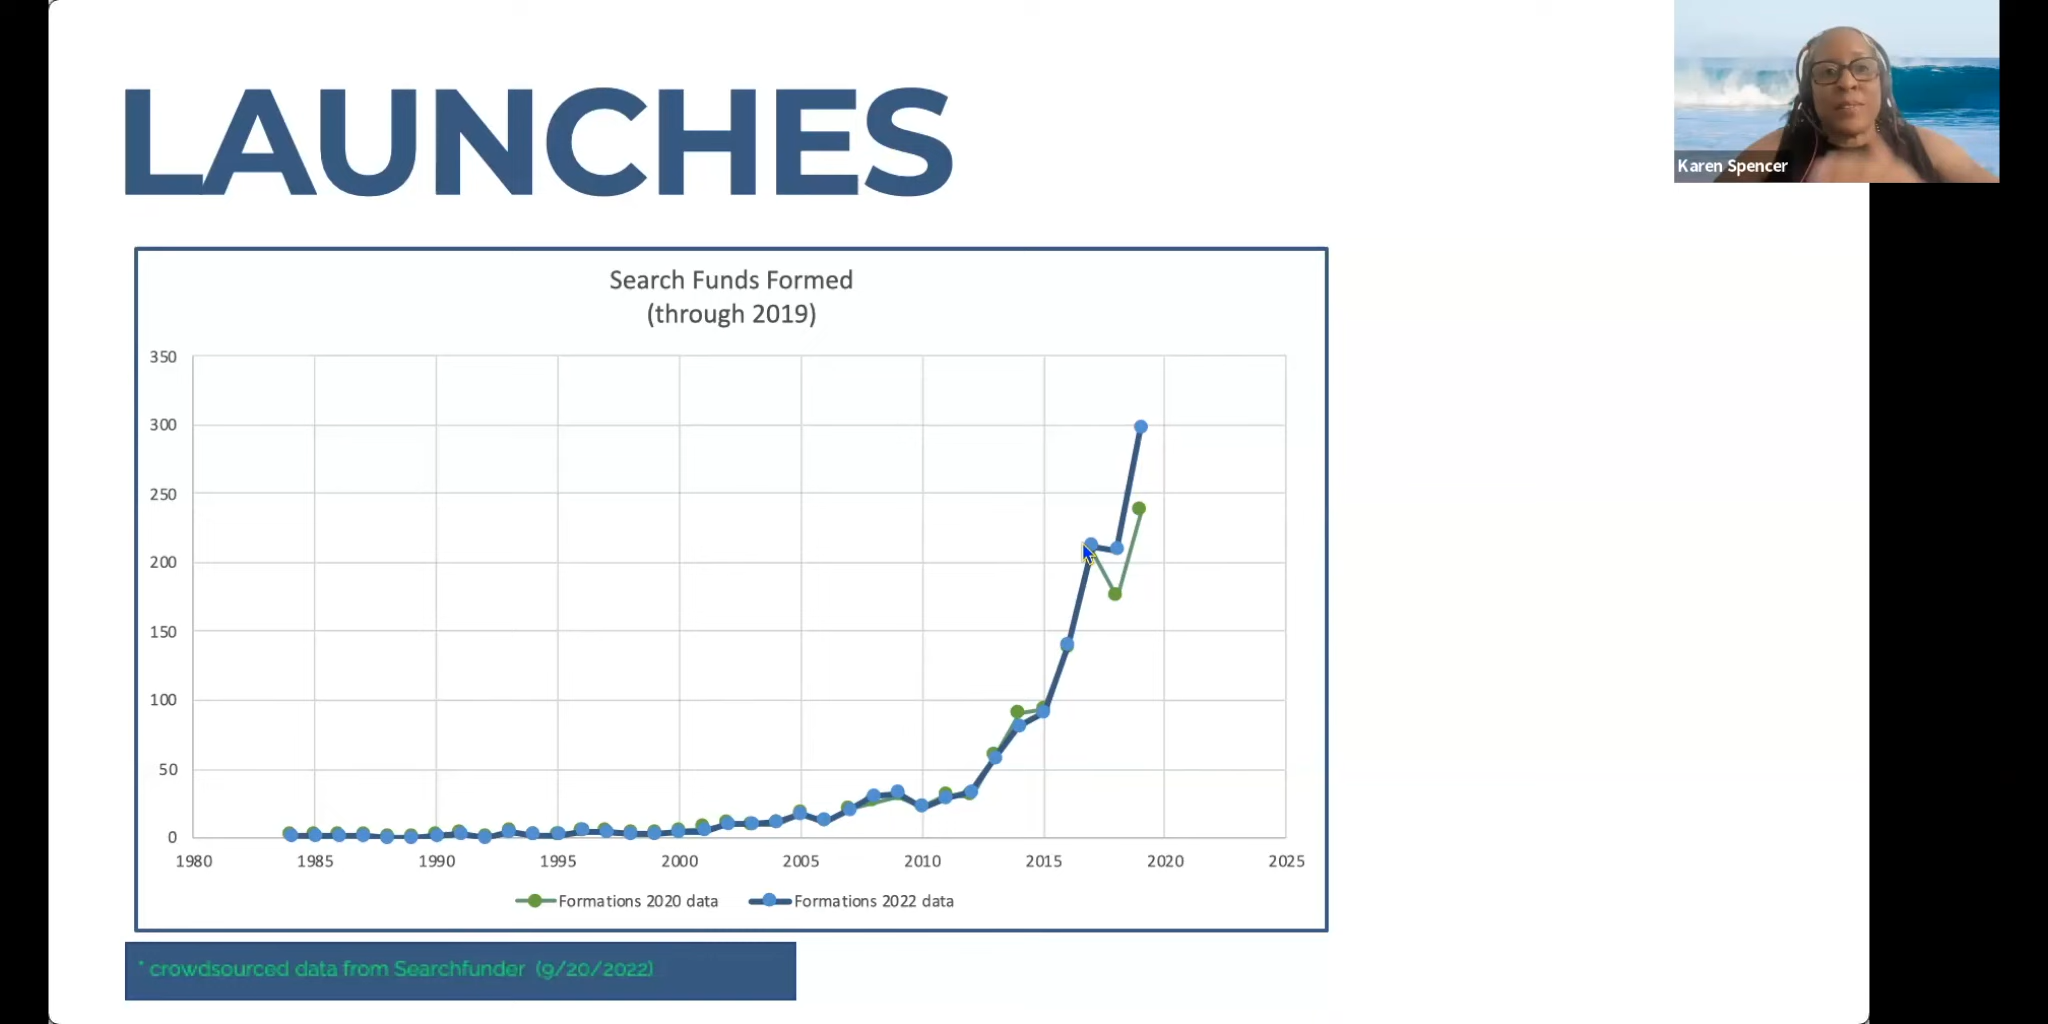 LAUNCHES
Karen Spencer
Search Funds Formed
(through 2019)
350
300
250
200
150
100
50
0
1980 1985 1990 1995 2000 2005 2010 2015 2020 2025
Formations 2020 data Formations 2022 data
* crowdsourced data from Searchfunder (9/20/2022)